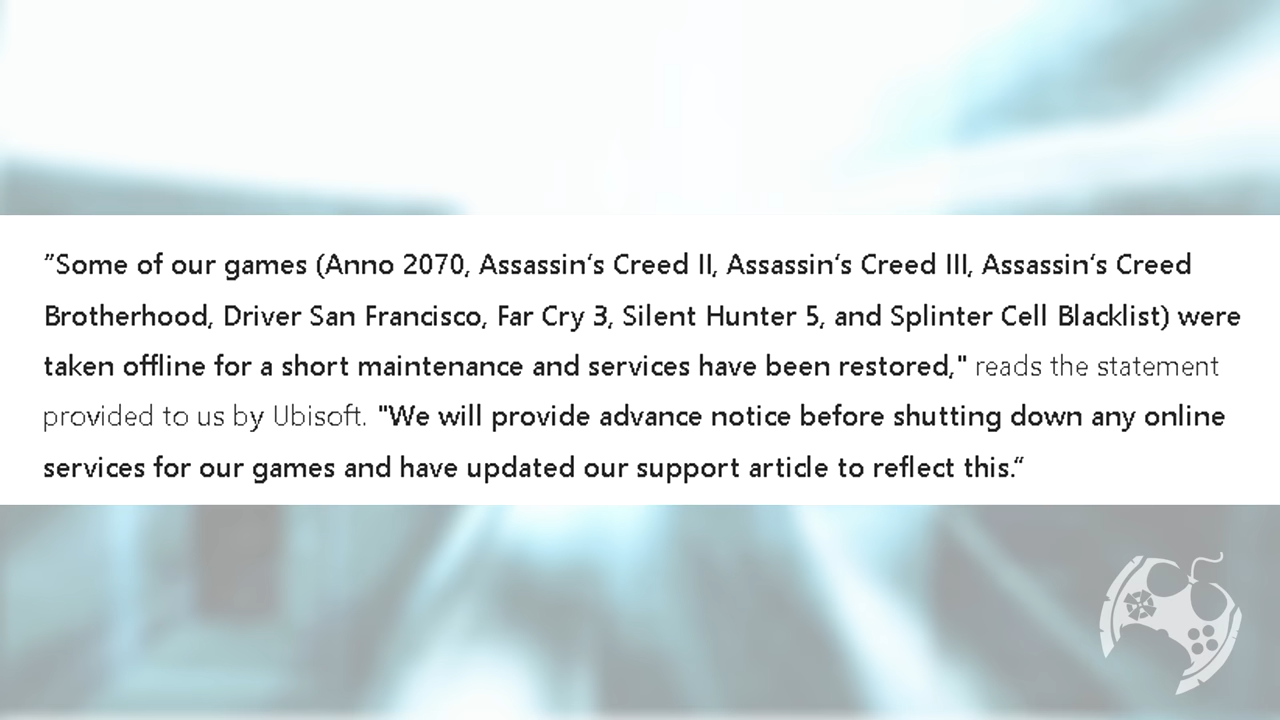 “Some of our games (Anno 2070, Assassin‘s Creed II, Assassin‘s Creed III, Assassin‘s Creed
Brotherhood, Driver San Francisco, Far Cry 3, Silent Hunter 5, and Splinter Cell Blacklist) were
taken offline for a short maintenance and services have been restored," reads the statement
provided to us by Ubisoft. "We will provide advance notice before shutting down any online
services for our games and have updated our support article to reflect this.“